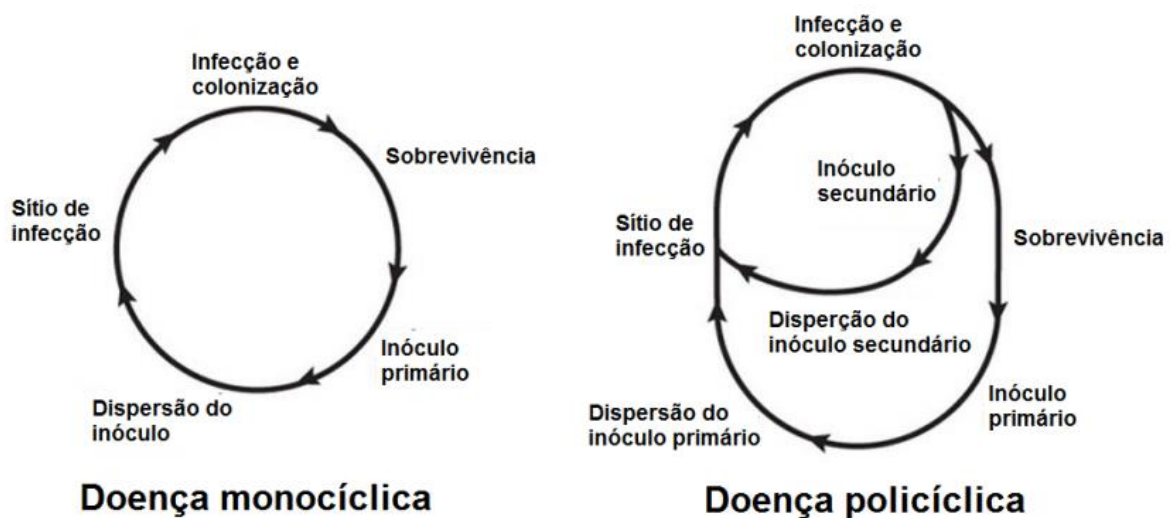 Infecção e
colonização
Sobrevivência
Sítio de
infecção
Inóculo
primário
Dispersão do
inóculo
Doença monocíclica
Infecção e
colonização
Inóculo
secundário
Sítio de
infecção
Sobrevivência
Disperção do
inóculo secundário
Inóculo
primário
Dispersão do
inóculo primário
Doença policíclica